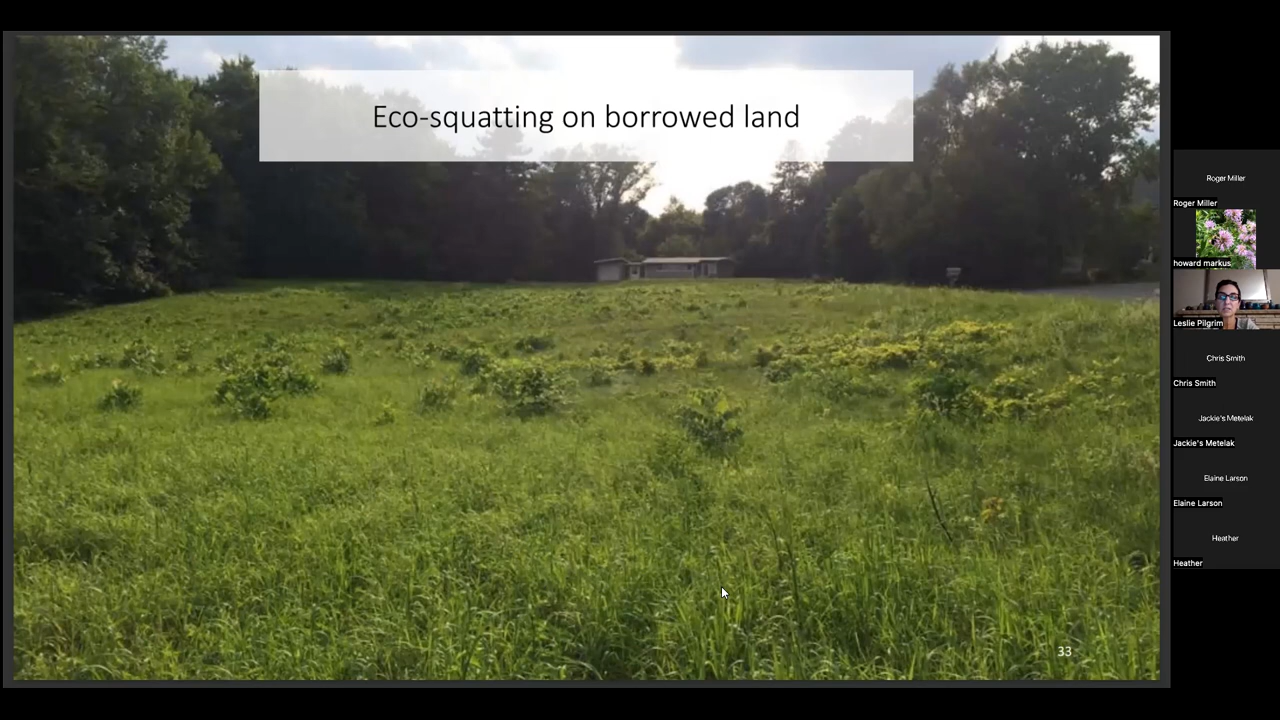 Eco-squatting on borrowed land
33
Roger Miller
Roger Miller
howard markus
Leslie Pilgrim
Chris Smith
Chris Smith
Jackie's Metelak
Jackie's Metelak
Elaine Larson
Elaine Larson
Heather
Heather